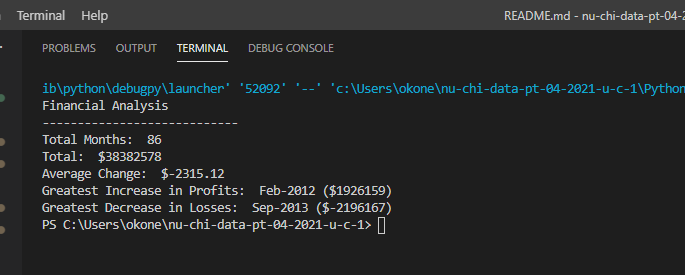 Terminal Help README.md - nu-chi-data-pt-04-2
PROBLEMS OUTPUT TERMINAL DEBUG CONSOLE
ib\python\debugpy\launcher' '52092' '--' 'c:\Users\okone\nu-chi-data-pt-04-2021-u-c-1\Python
Financial Analysis
----------------------------
Total Months:  86
Total:  $38382578
Average Change:  $-2315.12
Greatest Increase in Profits:  Feb-2012 ($1926159)
Greatest Decrease in Losses:  Sep-2013 ($-2196167)
PS C:\Users\okone\nu-chi-data-pt-04-2021-u-c-1>